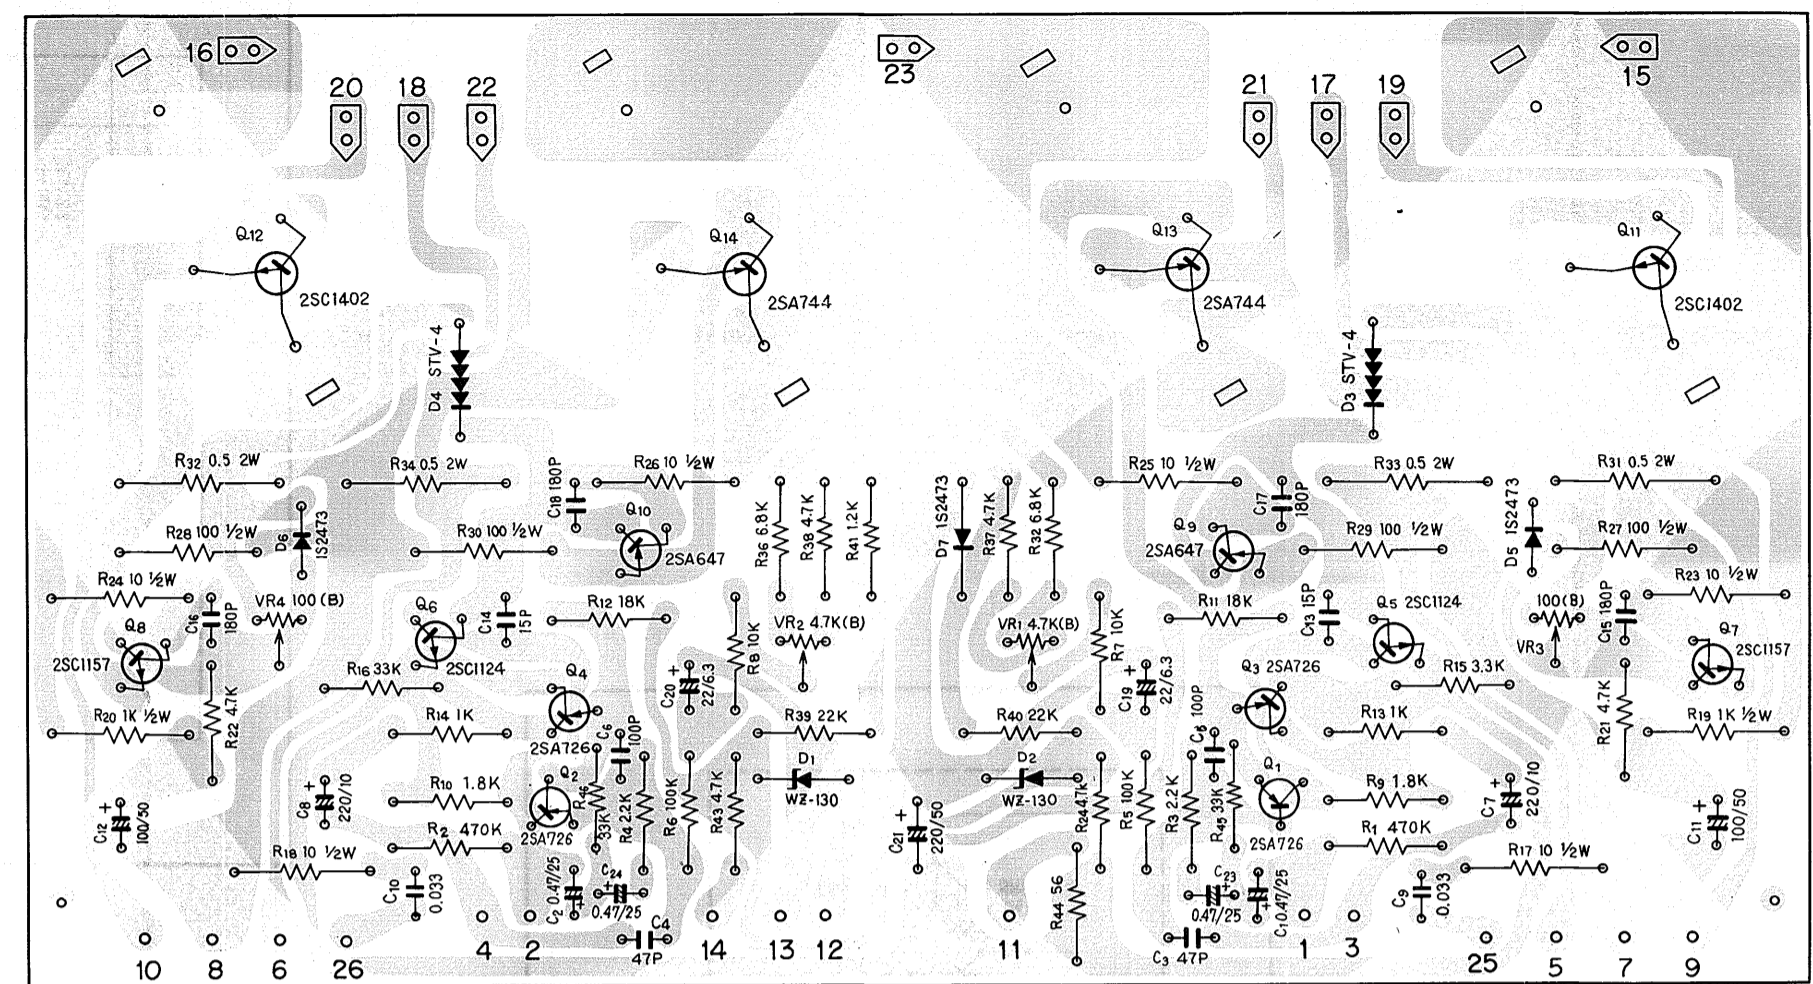 16
23
15
20
18
22
21
17
19
Q12
2SC1402
Q14
2SA744
Q13
2SA744
Q11
2SC1402
D4 STV-4
D3 STV-4
R32 0.5 2W
R34 0.5 2W
C18 180P
R26 10 ½W
R25 10 ½W
C17 180P
R33 0.5 2W
R31 0.5 2W
R28 100 ½W
D6 1S2473
R30 100 ½W
Q10
2SA647
R36 6.8K
R38 4.7K
R41 1.2K
D7 1S2473
R37 4.7K
R32 6.8K
Q9
2SA647
R29 100 ½W
D5 1S2473
R27 100 ½W
R24 10 ½W
C16 180P
VR4 100(B)
Q6
2SC1124
C14 15P
R12 18K
R8 10K
VR2 4.7K(B)
VR1 4.7K(B)
R7 10K
R11 18K
C13 15P
Q5 2SC1124
100(B)
VR3
C15 180P
R23 10 ½W
Q8
2SC1157
R16 33K
Q4
2SA726
C20 + 22/6.3
C19 + 22/6.3
Q3 2SA726
R15 3.3K
Q7
2SC1157
R20 1K ½W
R22 4.7K
R14 1K
C6 100P
R39 22K
R40 22K
C6 100P
R13 1K
R21 4.7K
R19 1K ½W
D1
WZ-130
D2
WZ-130
C12 + 100/50
C8 + 220/10
R10 1.8K
R2 470K
Q2
2SA726
R46 33K
R4 2.2K
R6 100K
R43 4.7K
C21 + 220/50
R24 4.7K
R5 100K
R3 2.2K
R45 33K
Q1
2SA726
R9 1.8K
R1 470K
C7 + 220/10
C11 + 100/50
R18 10 ½W
C10 0.033
C2 0.47/25 +
C24 +
0.47/25
C4
47P
R44 56
C23 +
0.47/25
C1 0.47/25 +
C3 47P
C9 0.033
R17 10 ½W
10
8
6
26
4
2
14
13
12
11
1
3
25
5
7
9